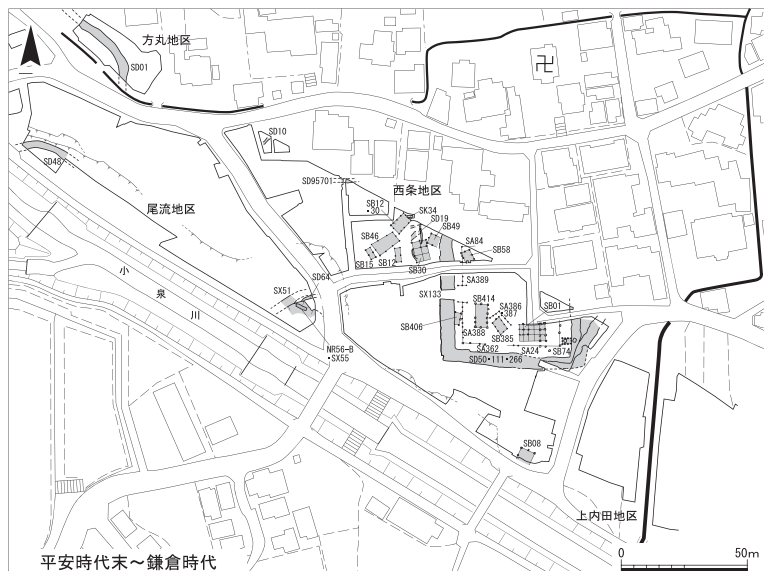 方丸地区
SD01
SD10
SD48
SD95701
西条地区
尾流地区
SB12
•30
SK34
SD19
SB49
SB46
SA84
SB58
SB15
SB12
SB30
SD64
SA389
小泉川
SX51
SX133
SB414
SA386
•387
SB01
SB406
SA388
SB385
NR56-B
•SX55
SA362
SA24
SB74
SD50•111•266
SB08
上内田地区
平安時代末～鎌倉時代
0
50m